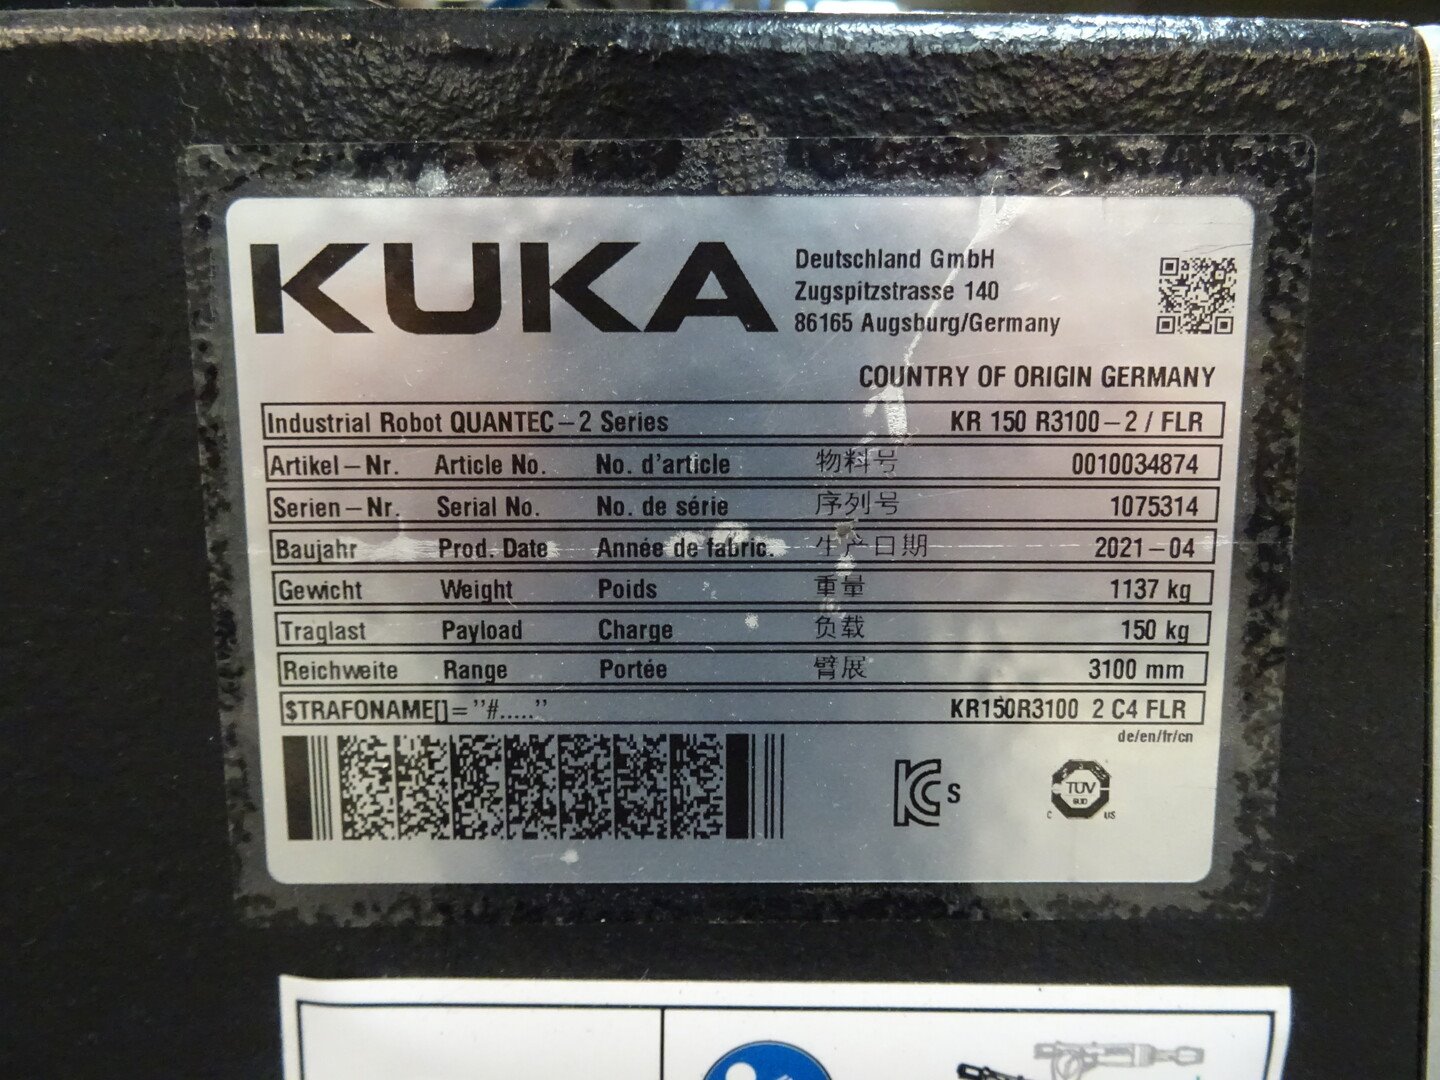 KUKA
Deutschland GmbH
Zugspitzstrasse 140
86165 Augsburg/Germany
COUNTRY OF ORIGIN GERMANY
Industrial Robot QUANTEC-2 Series KR 150 R3100-2 / FLR
Artikel-Nr. Article No. No. d'article 物料号 0010034874
Serien-Nr. Serial No. No. de série 序列号 1075314
Baujahr Prod. Date Année de fabric. 生产日期 2021-04
Gewicht Weight Poids 重量 1137 kg
Traglast Payload Charge 负载 150 kg
Reichweite Range Portée 臂展 3100 mm
$TRAFONAME[]="#....." KR150R3100 2 C4 FLR
de/en/fr/cn
KC S
TÜV
SÜD
C US